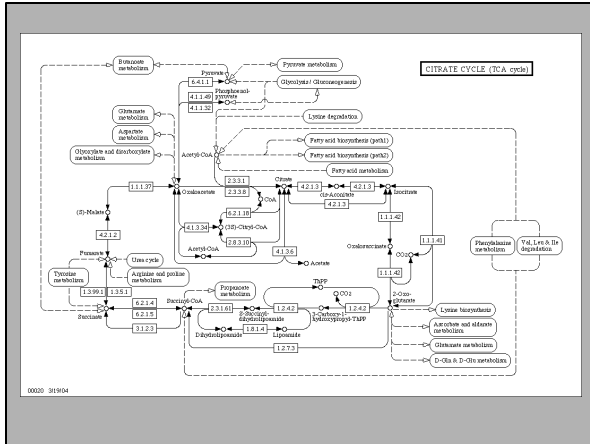 CITRATE CYCLE (TCA cycle)
Butanoate
metabolism
Pyruvate metabolism
Pyruvate
6.4.1.1
Glycolysis / Gluconeogenesis
Phosphoenol-
pyruvate
4.1.1.49
4.1.1.32
Glutamate
metabolism
Lysine degradation
Aspartate
metabolism
Fatty acid biosynthesis (path1)
Glyoxylate and dicarboxylate
metabolism
Acetyl-CoA
Fatty acid biosynthesis (path2)
Fatty acid metabolism
1.1.1.37
Oxaloacetate
2.3.3.1
2.3.3.8
Citrate
4.2.1.3
4.2.1.3
cis-Aconitate
4.2.1.3
Isocitrate
CoA
(S)-Malate
6.2.1.18
4.1.3.34
(3S)-Citryl-CoA
1.1.1.42
4.2.1.2
2.8.3.10
Acetyl-CoA
4.1.3.6
Acetate
Oxalosuccinate
1.1.1.41
CO2
Phenylalanine
metabolism
Val, Leu & Ile
degradation
Fumarate
Urea cycle
Tyrosine
metabolism
Arginine and proline
metabolism
1.1.1.42
1.3.99.1
1.3.5.1
Propanoate
metabolism
ThPP
CO2
2-Oxo-
glutarate
Succinate
6.2.1.4
6.2.1.5
3.1.2.3
Succinyl-CoA
2.3.1.61
S-Succinyl-
dihydrolipoamide
1.2.4.2
3-Carboxy-1-
hydroxypropyl-ThPP
1.2.4.2
Lysine biosynthesis
Dihydrolipoamide
1.8.1.4
Lipoamide
Ascorbate and aldarate
metabolism
1.2.7.3
Glutamate metabolism
D-Gln & D-Glu metabolism
00020 3/19/04